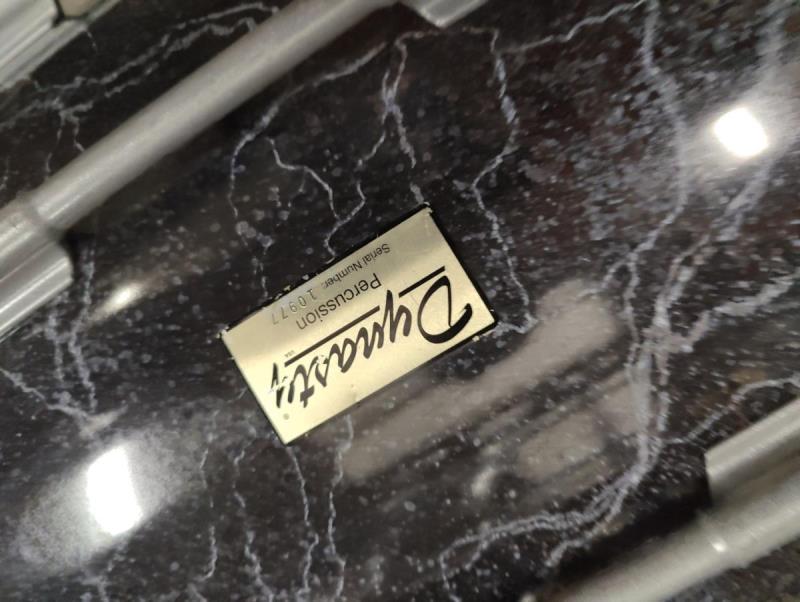 Dynasty®
USA
Percussion
Serial Number: 10977